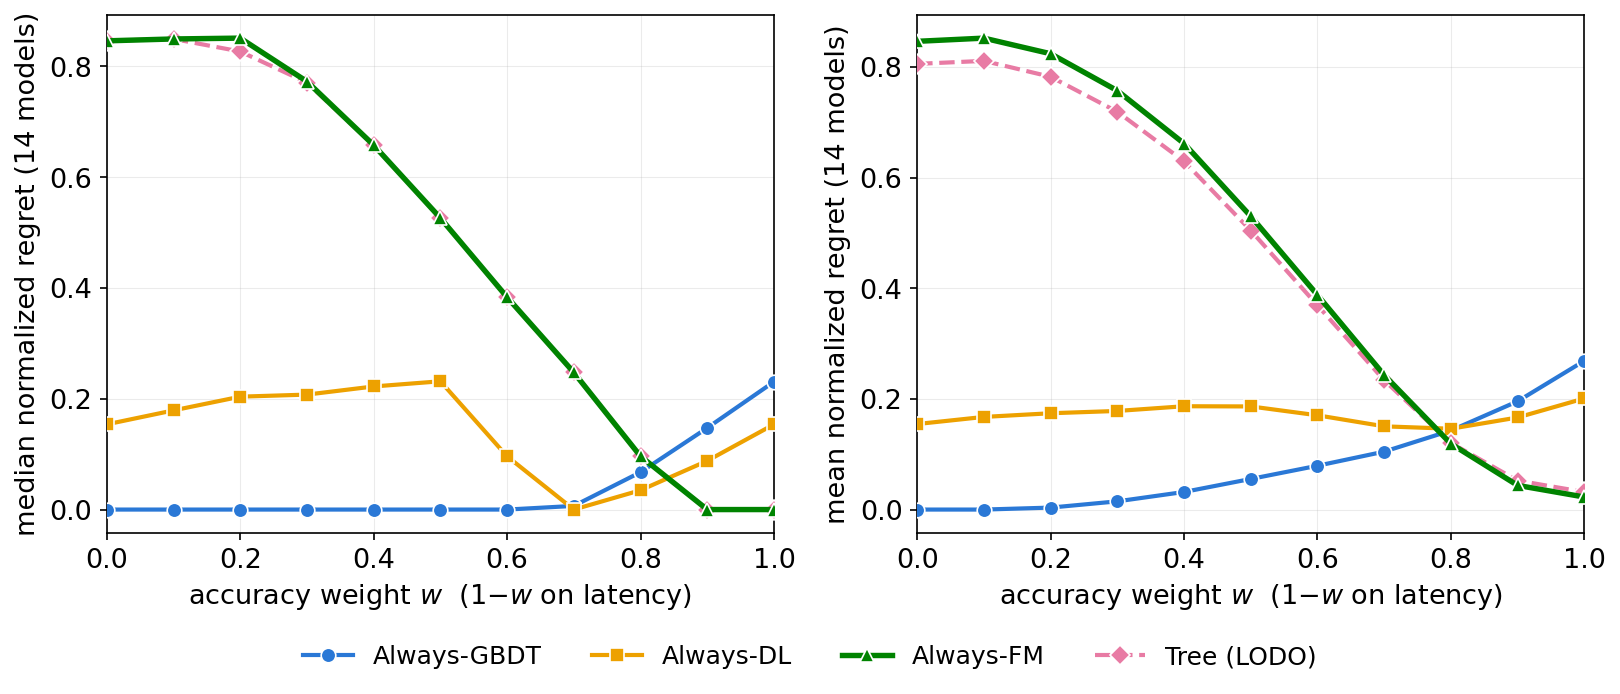 median normalized regret (14 models)
0.8
0.6
0.4
0.2
0.0
0.0 0.2 0.4 0.6 0.8 1.0
accuracy weight w (1−w on latency)
mean normalized regret (14 models)
0.8
0.6
0.4
0.2
0.0
0.0 0.2 0.4 0.6 0.8 1.0
accuracy weight w (1−w on latency)
Always-GBDT Always-DL Always-FM Tree (LODO)